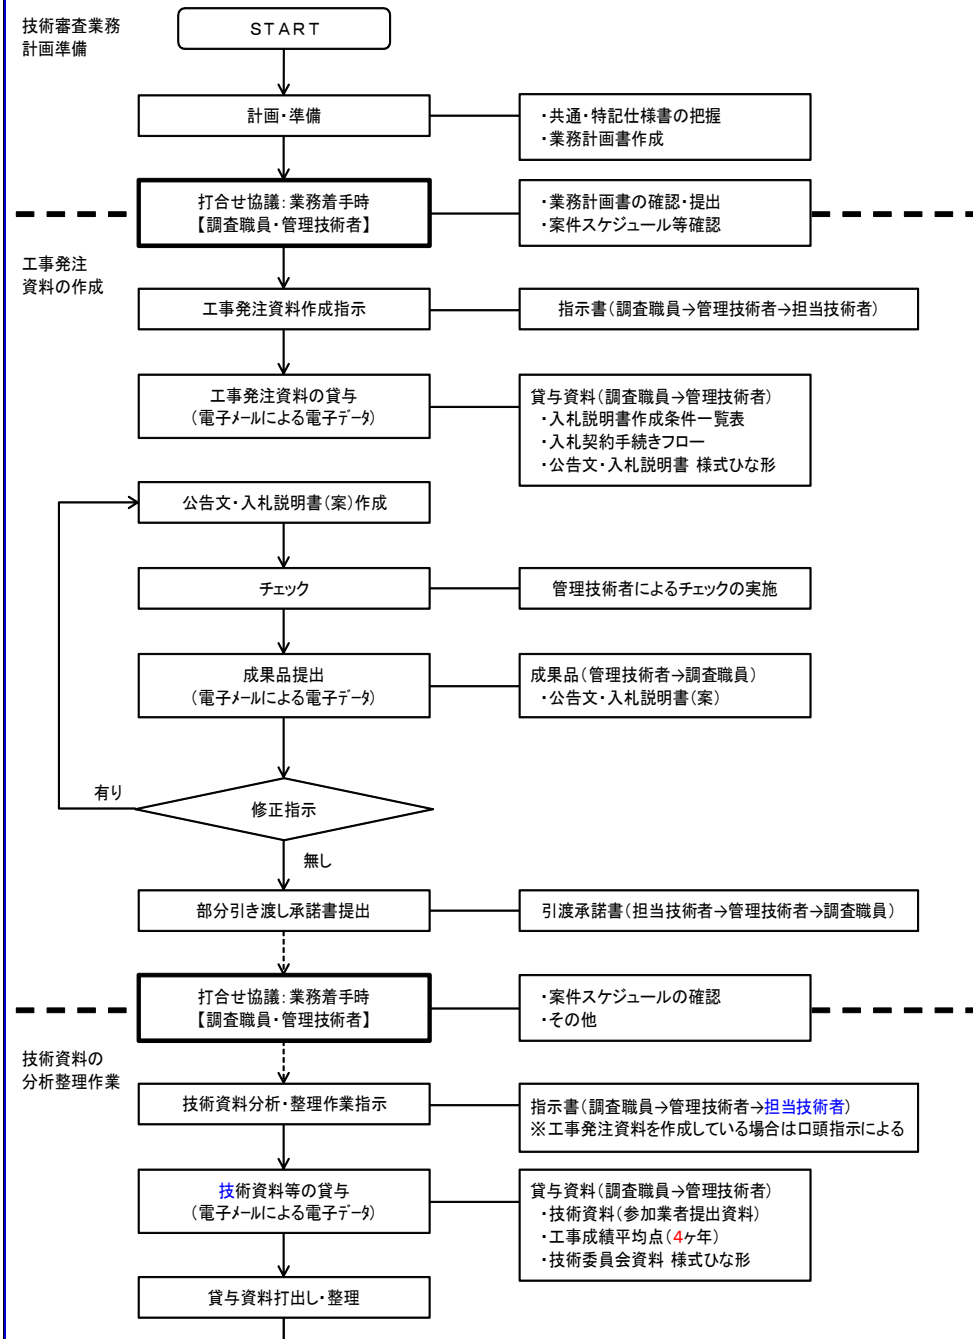 技術審査業務
計画準備
START
計画・準備
・共通・特記仕様書の把握
・業務計画書作成
打合せ協議：業務着手時
【調査職員・管理技術者】
・業務計画書の確認・提出
・案件スケジュール等確認
工事発注
資料の作成
工事発注資料作成指示
指示書（調査職員→管理技術者→担当技術者）
工事発注資料の貸与
（電子メールによる電子データ）
貸与資料（調査職員→管理技術者）
・入札説明書作成条件一覧表
・入札契約手続きフロー
・公告文・入札説明書 様式ひな形
公告文・入札説明書（案）作成
チェック
管理技術者によるチェックの実施
成果品提出
（電子メールによる電子データ）
成果品（管理技術者→調査職員）
・公告文・入札説明書（案）
有り
修正指示
無し
部分引き渡し承諾書提出
引渡承諾書（担当技術者→管理技術者→調査職員）
打合せ協議：業務着手時
【調査職員・管理技術者】
・案件スケジュールの確認
・その他
技術資料の
分析整理作業
技術資料分析・整理作業指示
指示書（調査職員→管理技術者→担当技術者）
※工事発注資料を作成している場合は口頭指示による
技術資料等の貸与
（電子メールによる電子データ）
貸与資料（調査職員→管理技術者）
・技術資料（参加業者提出資料）
・工事成績平均点（4ヶ年）
・技術委員会資料 様式ひな形
貸与資料打出し・整理